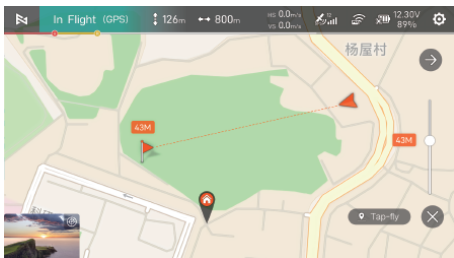 In Flight (GPS) 126m 800m HS 0.0m/s VS 0.0m/s 12 12.30V 89%
杨屋村
43M
43M
Tap-fly